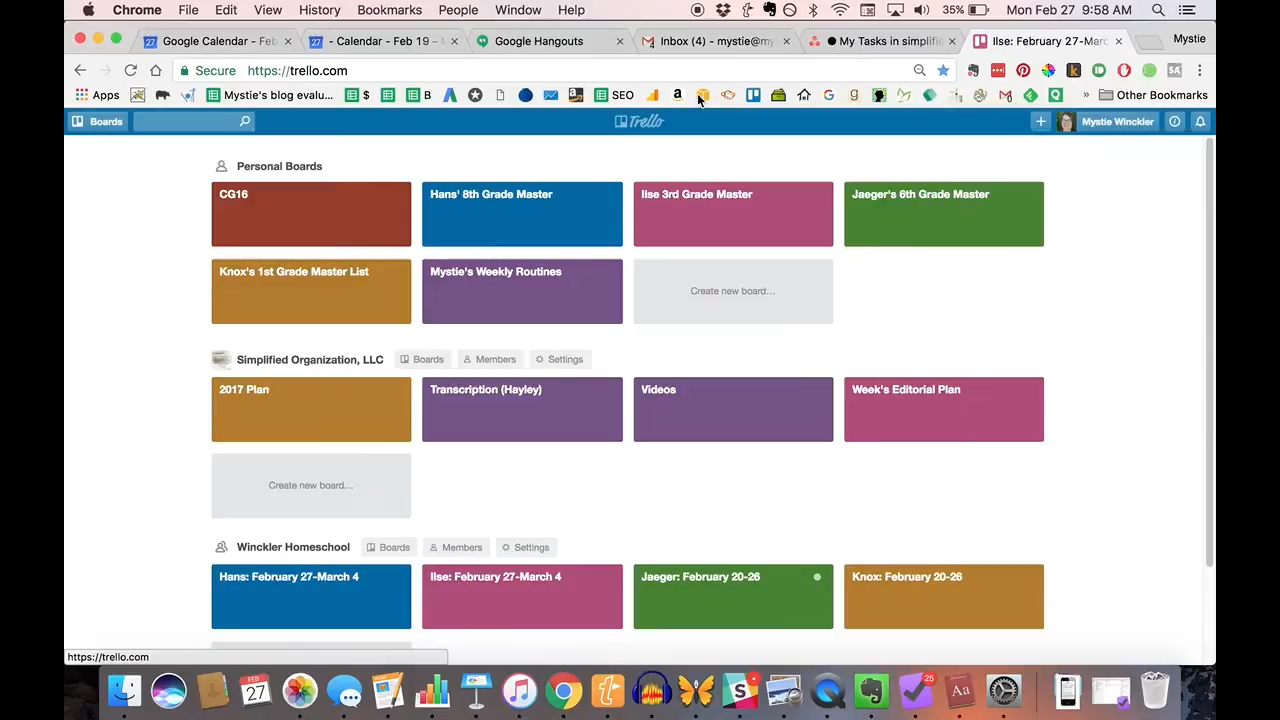 Chrome File Edit View History Bookmarks People Window Help 35% Mon Feb 27 9:58 AM
Google Calendar - Feb
- Calendar - Feb 19 –
Google Hangouts
Inbox (4) - mystie@my
My Tasks in simplifie
Ilse: February 27-Marc
Mystie
Secure https://trello.com
Apps
Mystie's blog evalu...
$
B
SEO
a
»
Other Bookmarks
Boards
Trello
Mystie Winckler
Personal Boards
CG16
Hans' 8th Grade Master
Ilse 3rd Grade Master
Jaeger's 6th Grade Master
Knox's 1st Grade Master List
Mystie's Weekly Routines
Create new board...
Simplified Organization, LLC Boards Members Settings
2017 Plan
Transcription (Hayley)
Videos
Week's Editorial Plan
Create new board...
Winckler Homeschool Boards Members Settings
Hans: February 27-March 4
Ilse: February 27-March 4
Jaeger: February 20-26
Knox: February 20-26
https://trello.com
FEB
27
25
Aa